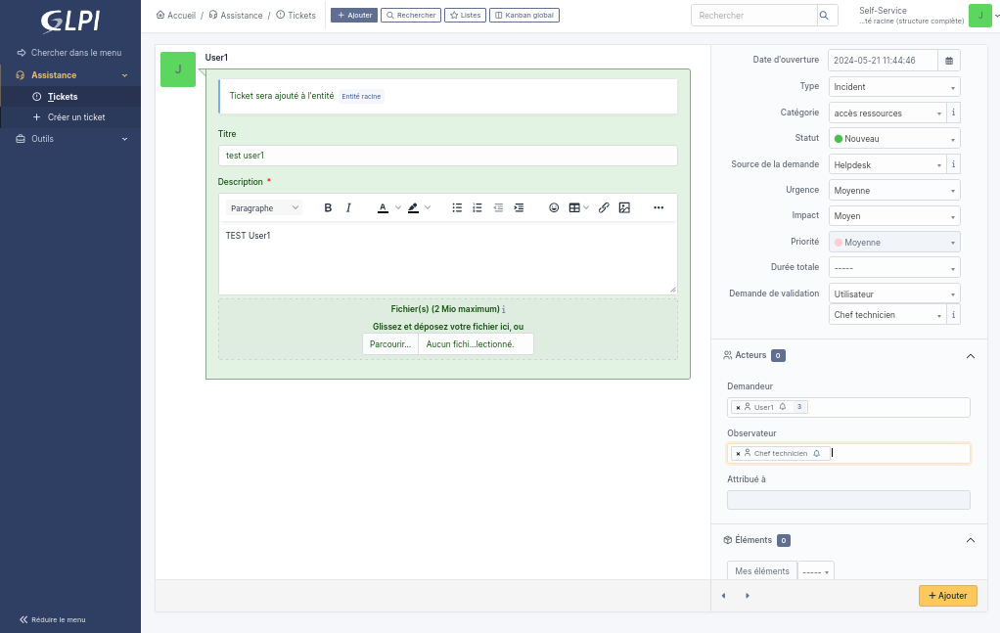 GLPI
Accueil / Assistance / Tickets
Ajouter
Rechercher
Listes
Kanban global
Rechercher
Self-Service
...té racine (structure complète)
J
Chercher dans le menu
Assistance
Tickets
Créer un ticket
Outils
Réduire le menu
J
User1
Ticket sera ajouté à l'entité Entité racine
Titre
test user1
Description *
Paragraphe B I A
TEST User1
Fichier(s) (2 Mio maximum) i
Glissez et déposez votre fichier ici, ou
Parcourir... Aucun fichi...lectionné.
Date d'ouverture 2024-05-21 11:44:46
Type Incident
Catégorie accès ressources i
Statut Nouveau
Source de la demande Helpdesk i
Urgence Moyenne
Impact Moyen
Priorité Moyenne
Durée totale -----
Demande de validation Utilisateur
Chef technicien i
Acteurs 0
Demandeur
× User1 3
Observateur
× Chef technicien
Attribué à
Éléments 0
Mes éléments -----
+ Ajouter